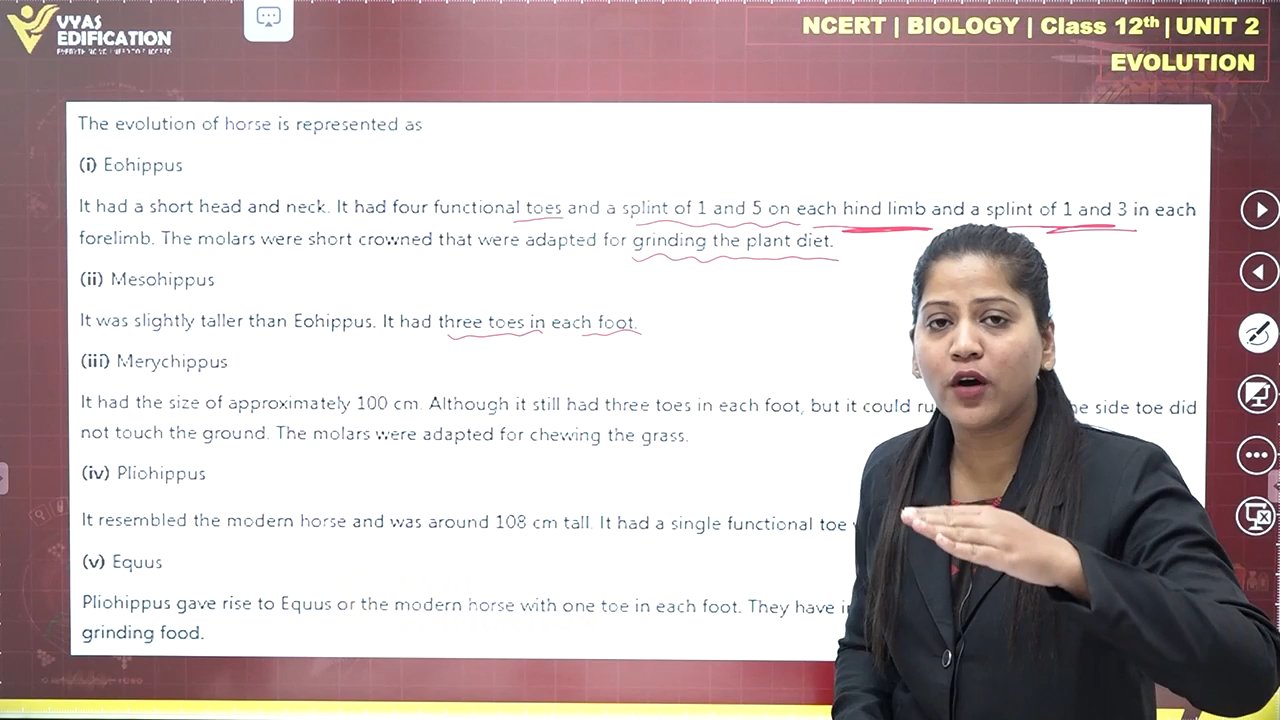 VYAS
EDIFICATION
NCERT | BIOLOGY | Class 12th | UNIT 2
EVOLUTION
The evolution of horse is represented as
(i) Eohippus
It had a short head and neck. It had four functional toes and a splint of 1 and 5 on each hind limb and a splint of 1 and 3 in each
forelimb. The molars were short crowned that were adapted for grinding the plant diet.
(ii) Mesohippus
It was slightly taller than Eohippus. It had three toes in each foot.
(iii) Merychippus
It had the size of approximately 100 cm. Although it still had three toes in each foot, but it could side toe did
not touch the ground. The molars were adapted for chewing the grass.
(iv) Pliohippus
It resembled the modern horse and was around 108 cm tall. It had a single functional toe
(v) Equus
Pliohippus gave rise to Equus or the modern horse with one toe in each foot. They have
grinding food.